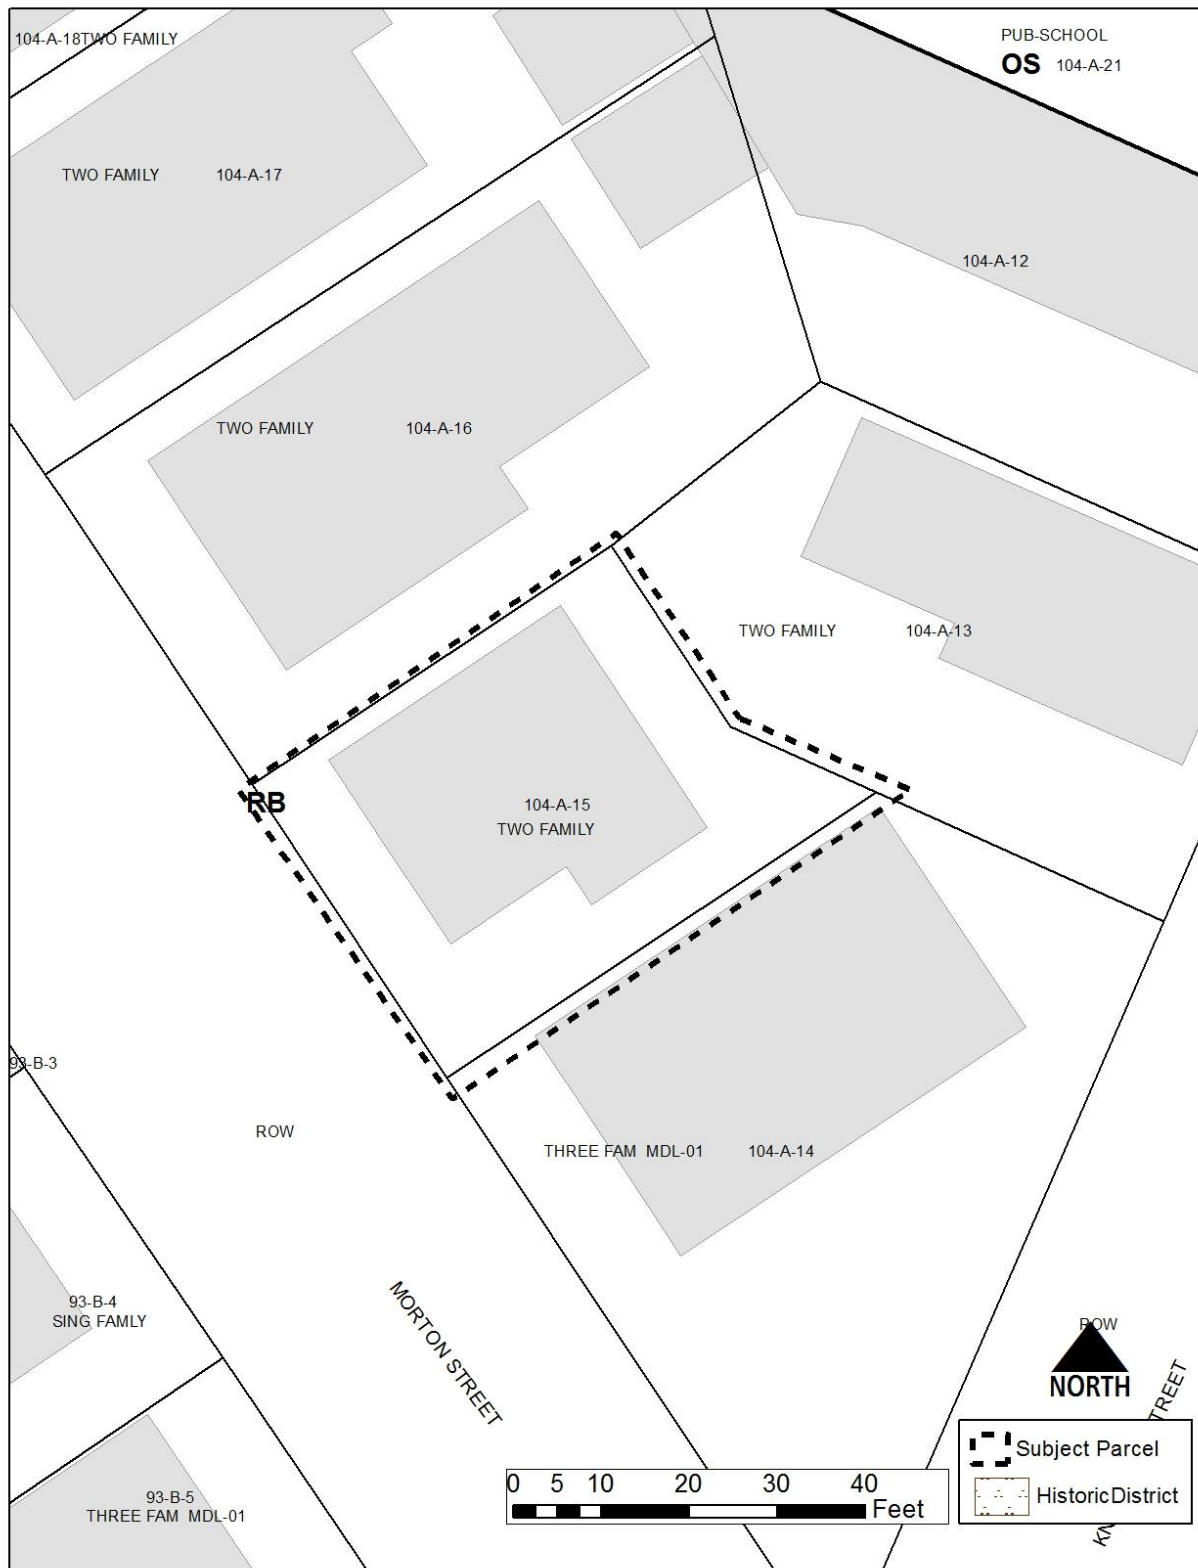 104-A-18TWO FAMILY
PUB-SCHOOL
OS 104-A-21
TWO FAMILY 104-A-17
104-A-12
TWO FAMILY 104-A-16
TWO FAMILY 104-A-13
RB
104-A-15
TWO FAMILY
93-B-3
ROW
THREE FAM MDL-01 104-A-14
93-B-4
SING FAMLY
MORTON STREET
ROW
NORTH
Subject Parcel
HistoricDistrict
0 5 10 20 30 40
Feet
93-B-5
THREE FAM MDL-01